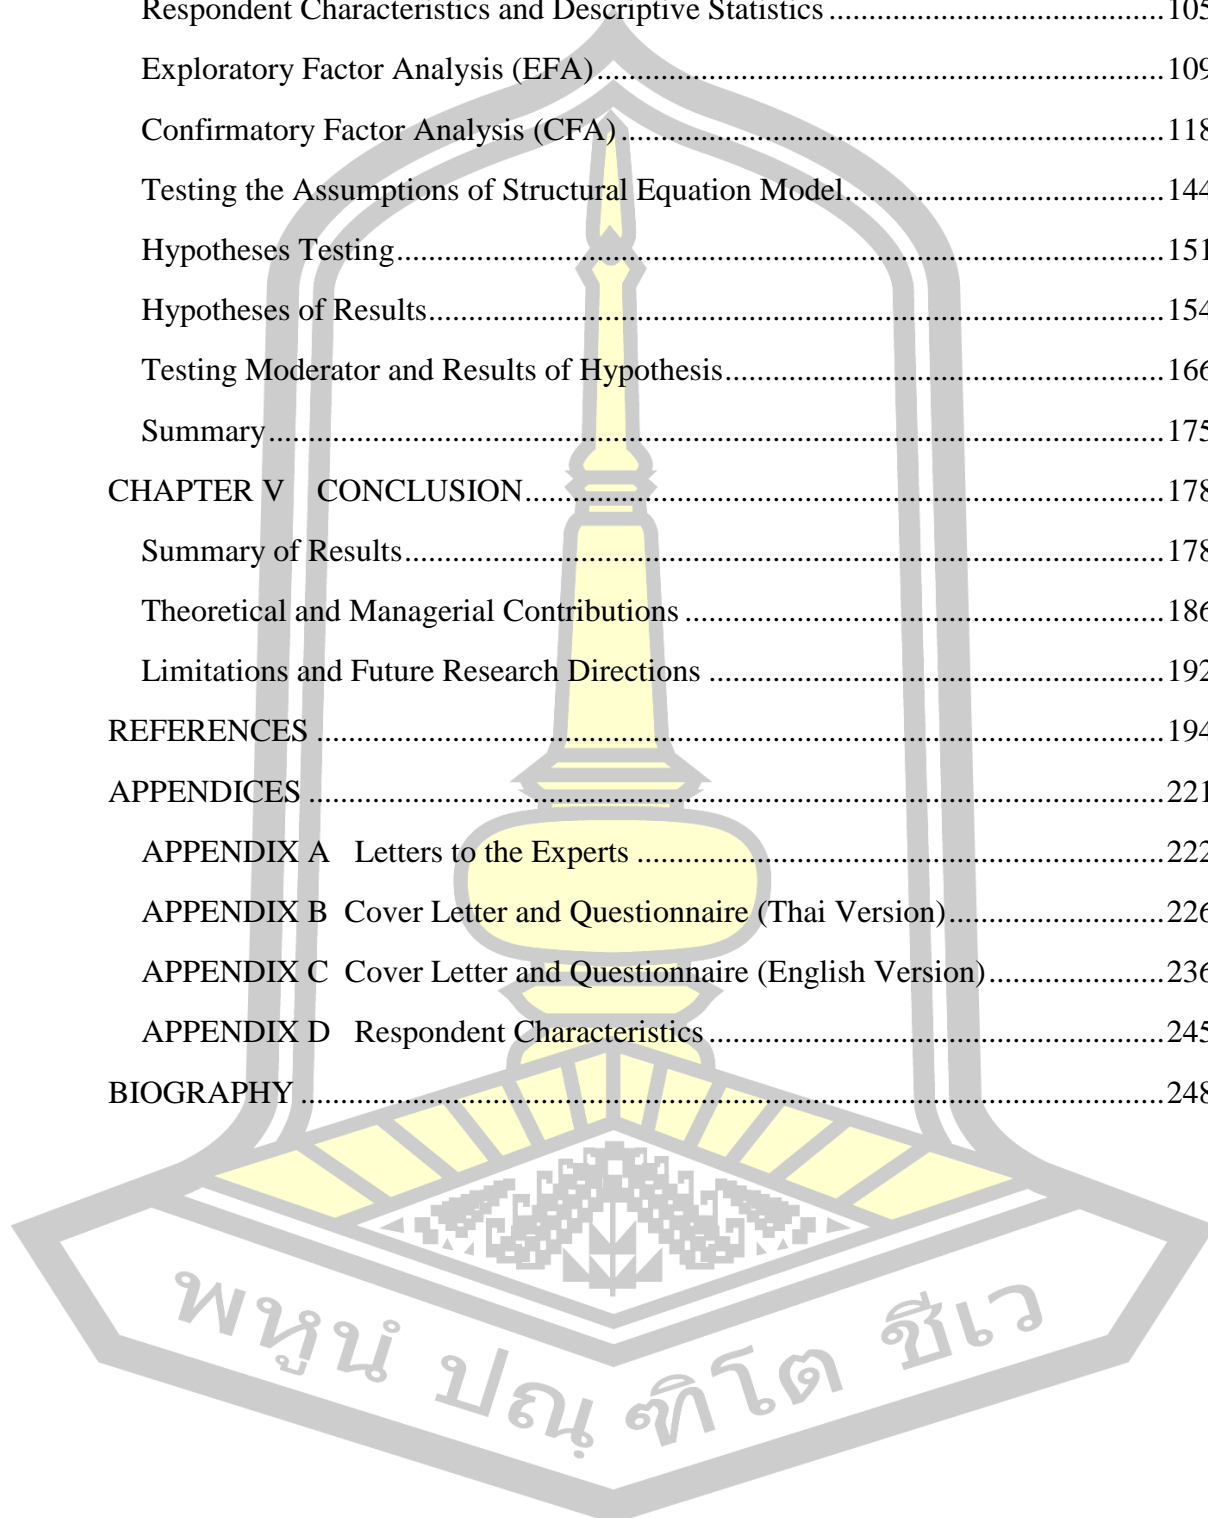 Respondent Characteristics and Descriptive Statistics ........................................ 105
Exploratory Factor Analysis (EFA) ........................................ 109
Confirmatory Factor Analysis (CFA) ........................................ 118
Testing the Assumptions of Structural Equation Model ........................................ 144
Hypotheses Testing ........................................ 151
Hypotheses of Results ........................................ 154
Testing Moderator and Results of Hypothesis ........................................ 166
Summary ........................................ 175
CHAPTER V CONCLUSION ........................................ 178
Summary of Results ........................................ 178
Theoretical and Managerial Contributions ........................................ 186
Limitations and Future Research Directions ........................................ 192
REFERENCES ........................................ 194
APPENDICES ........................................ 221
APPENDIX A Letters to the Experts ........................................ 222
APPENDIX B Cover Letter and Questionnaire (Thai Version) ........................................ 226
APPENDIX C Cover Letter and Questionnaire (English Version) ........................................ 236
APPENDIX D Respondent Characteristics ........................................ 245
BIOGRAPHY ........................................ 248
พหูนํ ปณฺฑิโต ชีเว